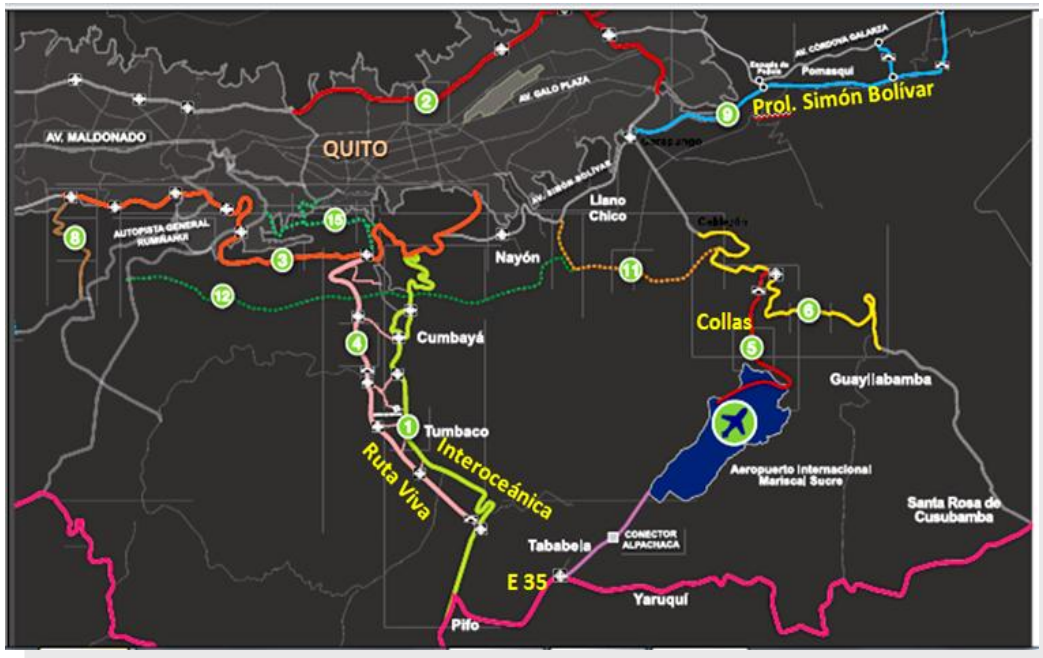 AV. CÓRDOVA GALARZA
Pomasqui
Prol. Simón Bolívar
9
AV. GALO PLAZA
2
AV. MALDONADO
QUITO
AV. SIMÓN BOLÍVAR
Llano
Chico
AUTOPISTA GENERAL
RUMIÑAHUI
8
15
3
Nayón
11
12
Collas
6
5
4
Cumbayá
Guayllabamba
1
Tumbaco
Ruta Viva
Interoceánica
Aeropuerto Internacional
Mariscal Sucre
Santa Rosa de
Cusubamba
CONECTOR
ALPACHACA
Tababela
E 35
Yaruquí
Pifo